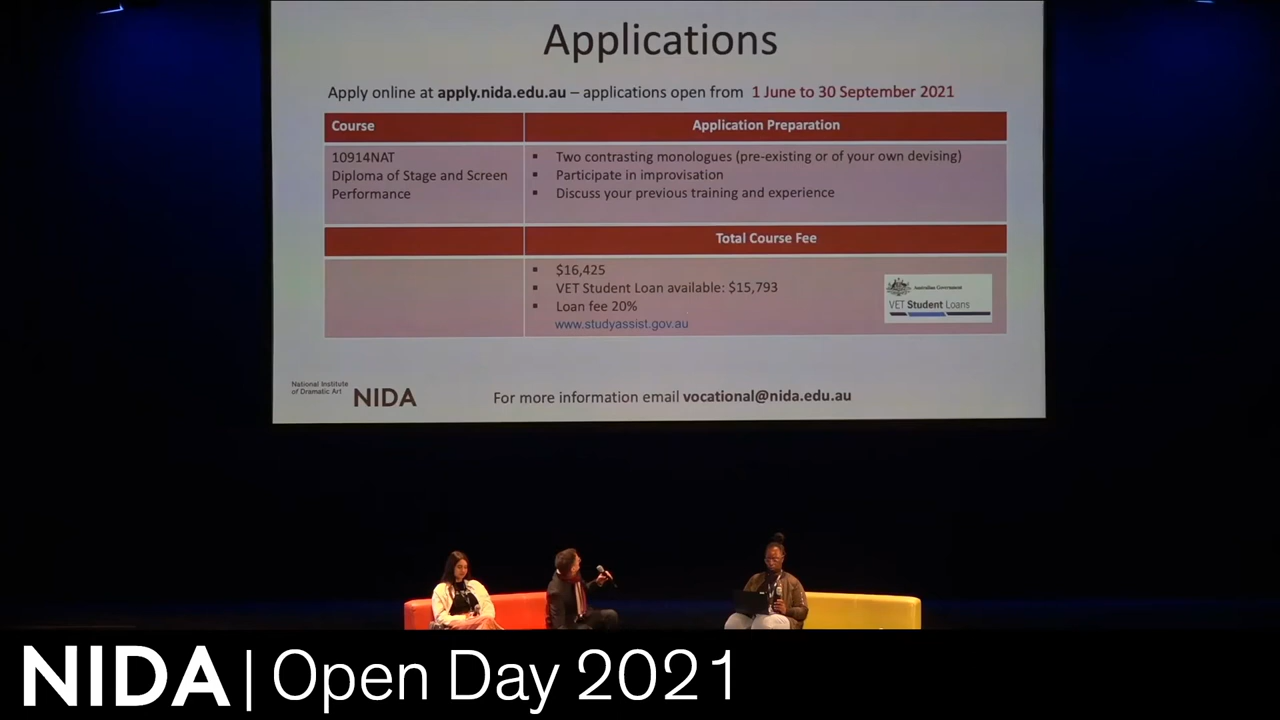 Applications
Apply online at apply.nida.edu.au – applications open from 1 June to 30 September 2021
Course
Application Preparation
10914NAT
Diploma of Stage and Screen
Performance
▪ Two contrasting monologues (pre-existing or of your own devising)
▪ Participate in improvisation
▪ Discuss your previous training and experience
Total Course Fee
▪ $16,425
▪ VET Student Loan available: $15,793
▪ Loan fee 20%
www.studyassist.gov.au
Australian Government
VET Student Loans
National Institute
of Dramatic Art
NIDA
For more information email vocational@nida.edu.au
NIDA | Open Day 2021